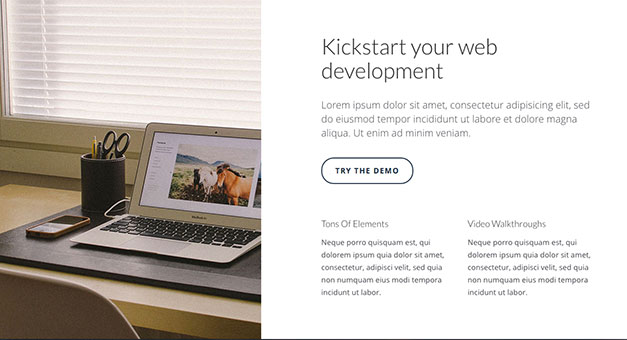 Kickstart your web
development
Lorem ipsum dolor sit amet, consectetur adipisicing elit, sed
do eiusmod tempor incididunt ut labore et dolore magna
aliqua. Ut enim ad minim veniam.
TRY THE DEMO
Tons Of Elements
Neque porro quisquam est, qui
dolorem ipsum quia dolor sit amet,
consectetur, adipisci velit, sed quia
non numquam eius modi tempora
incidunt ut labor.
Video Walkthroughs
Neque porro quisquam est, qui
dolorem ipsum quia dolor sit amet,
consectetur, adipisci velit, sed quia
non numquam eius modi tempora
incidunt ut labor.